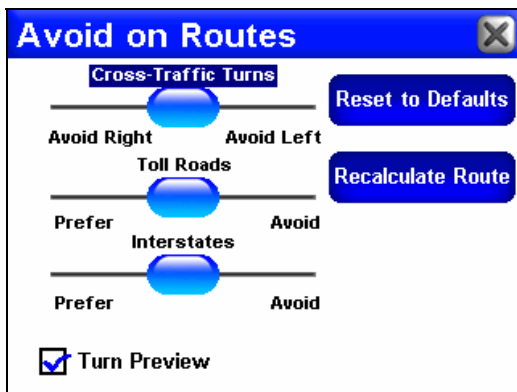 Avoid on Routes
Cross-Traffic Turns
Avoid Right Avoid Left
Toll Roads
Prefer Avoid
Interstates
Prefer Avoid
Turn Preview
Reset to Defaults
Recalculate Route